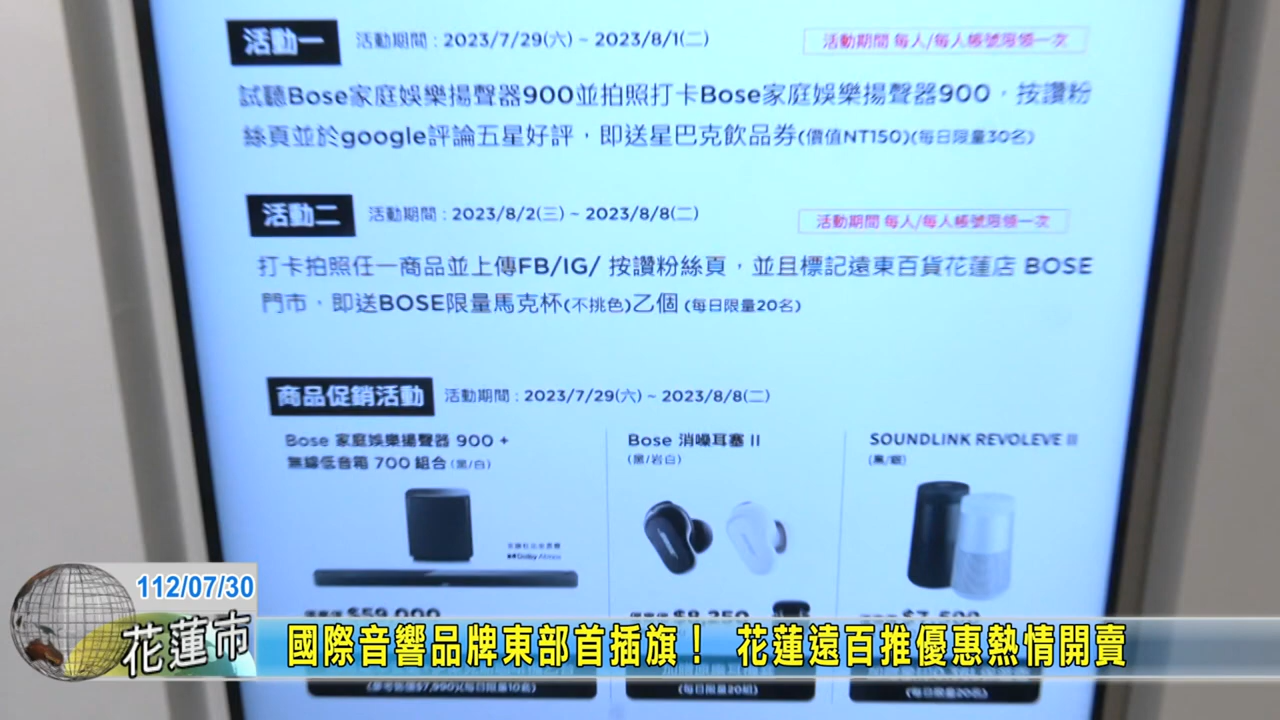 活動一 活動期間：2023/7/29(六) ~ 2023/8/1(二) 活動期間 每人/每人帳號限領一次
試聽Bose家庭娛樂揚聲器900並拍照打卡Bose家庭娛樂揚聲器900，按讚粉
絲頁並於google評論五星好評，即送星巴克飲品券(價值NT150)(每日限量30名)
活動二 活動期間：2023/8/2(三) ~ 2023/8/8(二) 活動期間 每人/每人帳號限領一次
打卡拍照任一商品並上傳FB/IG/ 按讚粉絲頁，並且標記遠東百貨花蓮店 BOSE
門市，即送BOSE限量馬克杯(不挑色)乙個 (每日限量20名)
商品促銷活動 活動期間：2023/7/29(六) ~ 2023/8/8(二)
Bose 家庭娛樂揚聲器 900 +
無線低音箱 700 組合 (黑/白)
Bose 消噪耳塞 II
(黑/岩白)
SOUNDLINK REVOLEVE II
(黑/銀)
Dolby Atmos
$59,000
$8,250
$7,500
112/07/30
花蓮市
國際音響品牌東部首插旗！ 花蓮遠百推優惠熱情開賣
(參考售價$7,990)(每日限量10名)
(每日限量20組)
(每日限量20名)